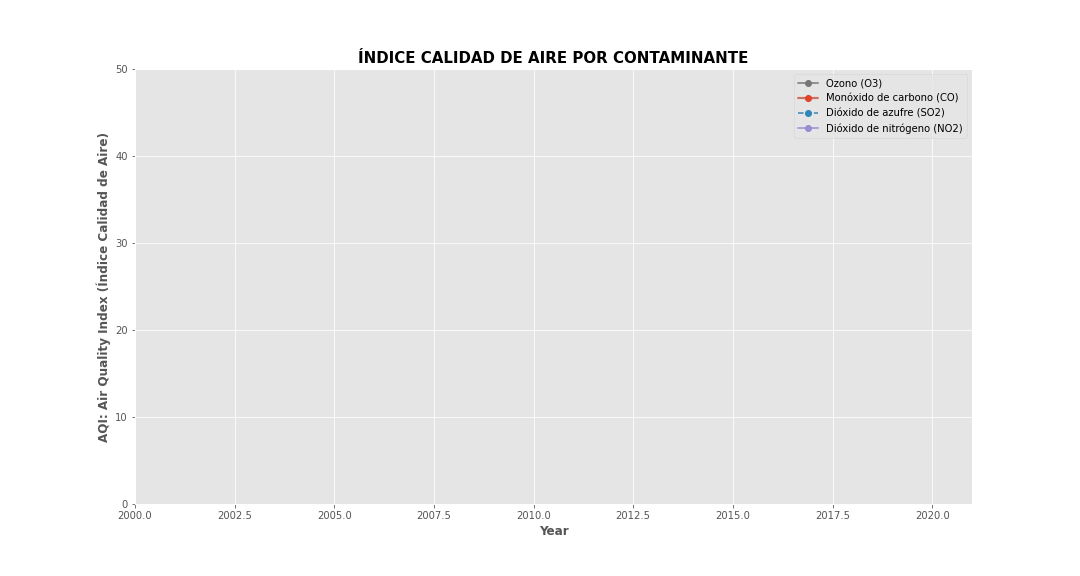 ÍNDICE CALIDAD DE AIRE POR CONTAMINANTE
Ozono (O3)
Monóxido de carbono (CO)
Dióxido de azufre (SO2)
Dióxido de nitrógeno (NO2)
AQI: Air Quality Index (Índice Calidad de Aire)
50
40
30
20
10
0
2000.0 2002.5 2005.0 2007.5 2010.0 2012.5 2015.0 2017.5 2020.0
Year